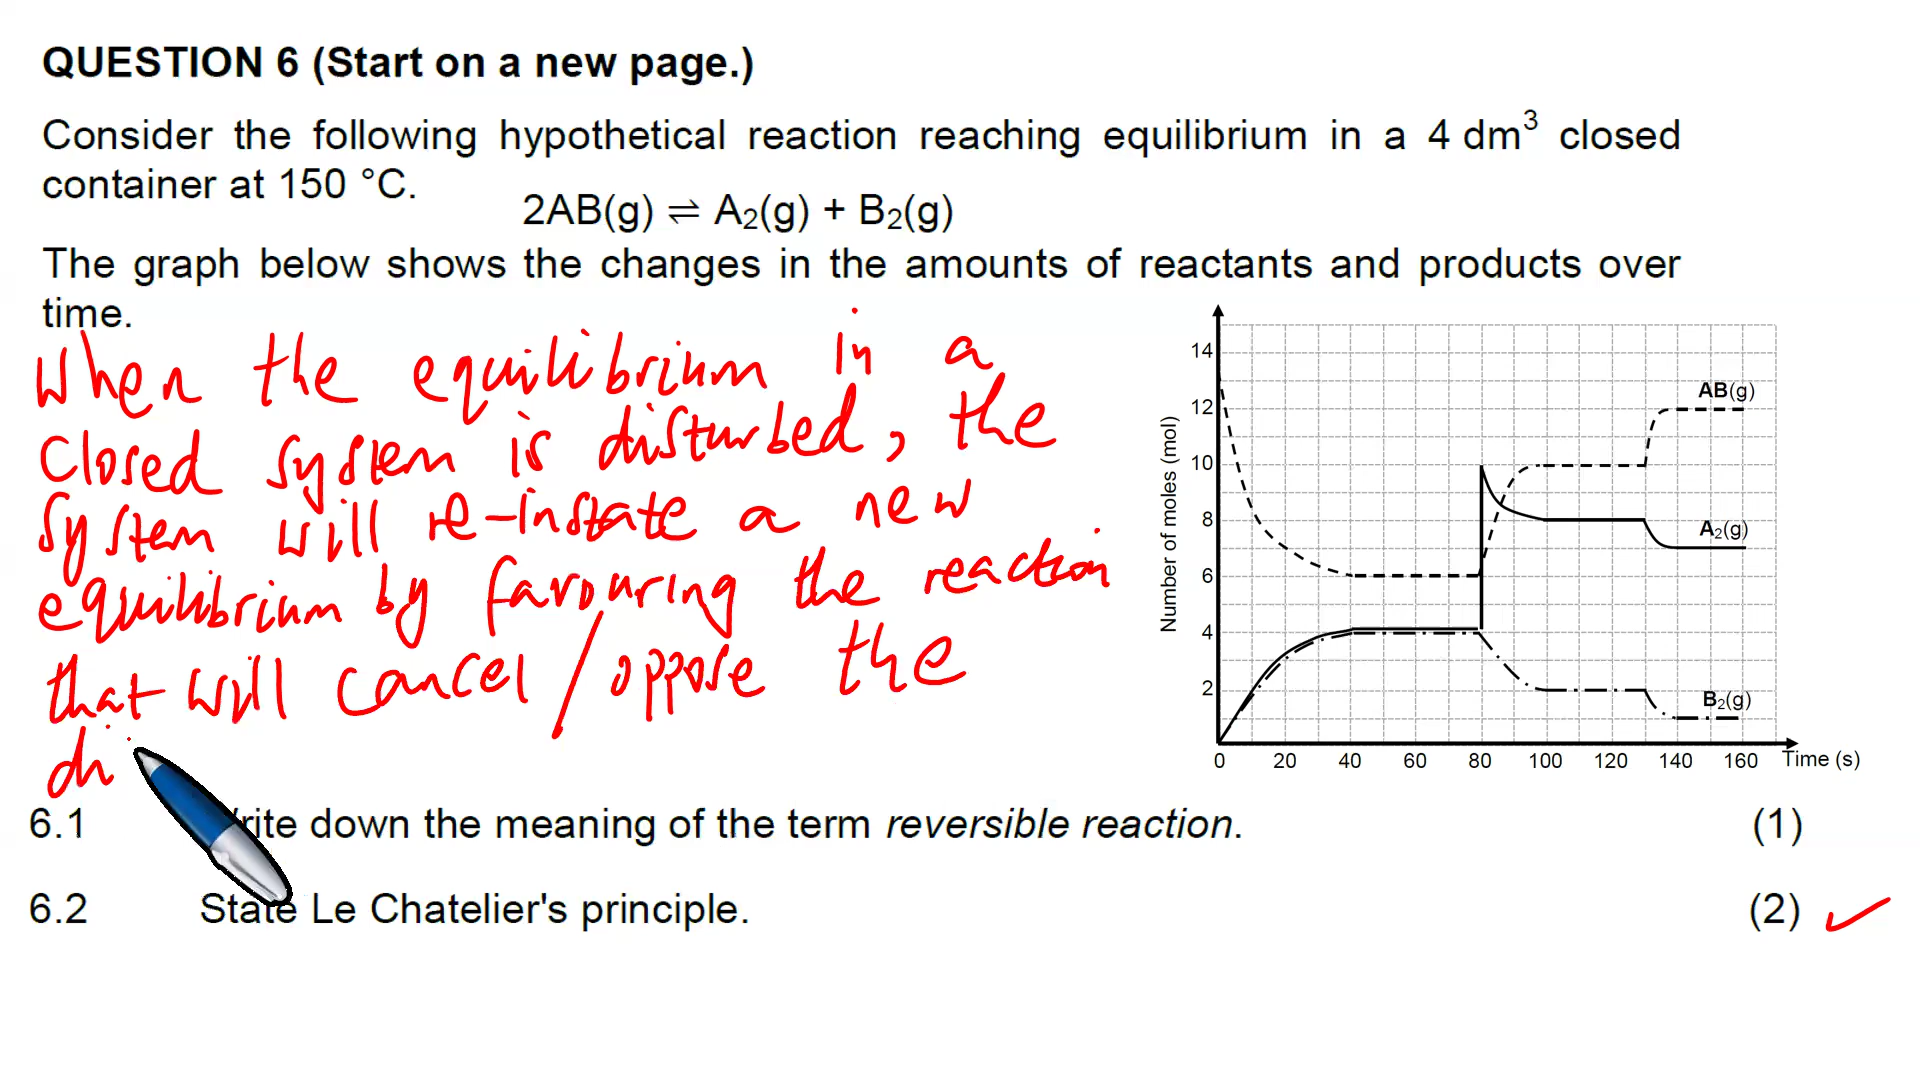 QUESTION 6 (Start on a new page.)
Consider the following hypothetical reaction reaching equilibrium in a 4 dm³ closed
container at 150 °C.
2AB(g) ⇌ A₂(g) + B₂(g)
The graph below shows the changes in the amounts of reactants and products over
time.
When the equilibrium in a
closed system is disturbed, the
system will re-instate a new
equilibrium by favouring the reaction
that will cancel / oppose the
di
Number of moles (mol)
14
12
10
8
6
4
2
AB(g)
A₂(g)
B₂(g)
0 20 40 60 80 100 120 140 160 Time (s)
6.1 rite down the meaning of the term reversible reaction. (1)
6.2 State Le Chatelier's principle. (2)